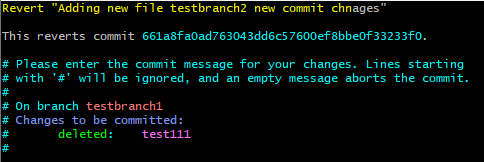 Revert "Adding new file testbranch2 new commit chnages"
This reverts commit 661a8fa0ad763043dd6c57600ef8bbe0f33233f0.
# Please enter the commit message for your changes. Lines starting
# with '#' will be ignored, and an empty message aborts the commit.
#
# On branch testbranch1
# Changes to be committed:
#       deleted:    test111
#